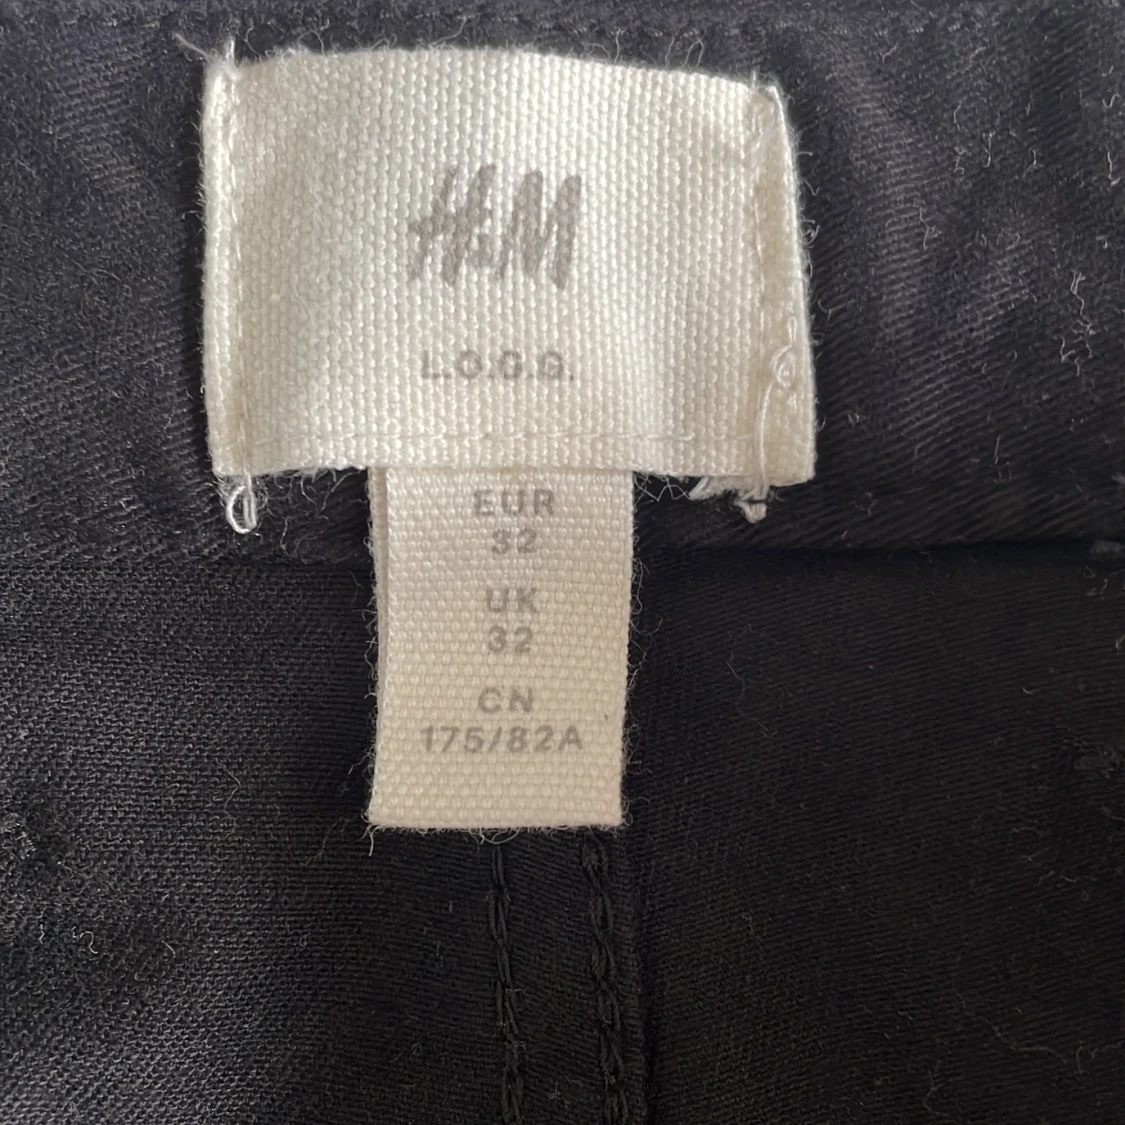 H&M
L.O.G.G.
EUR
32
UK
32
CN
175/82A